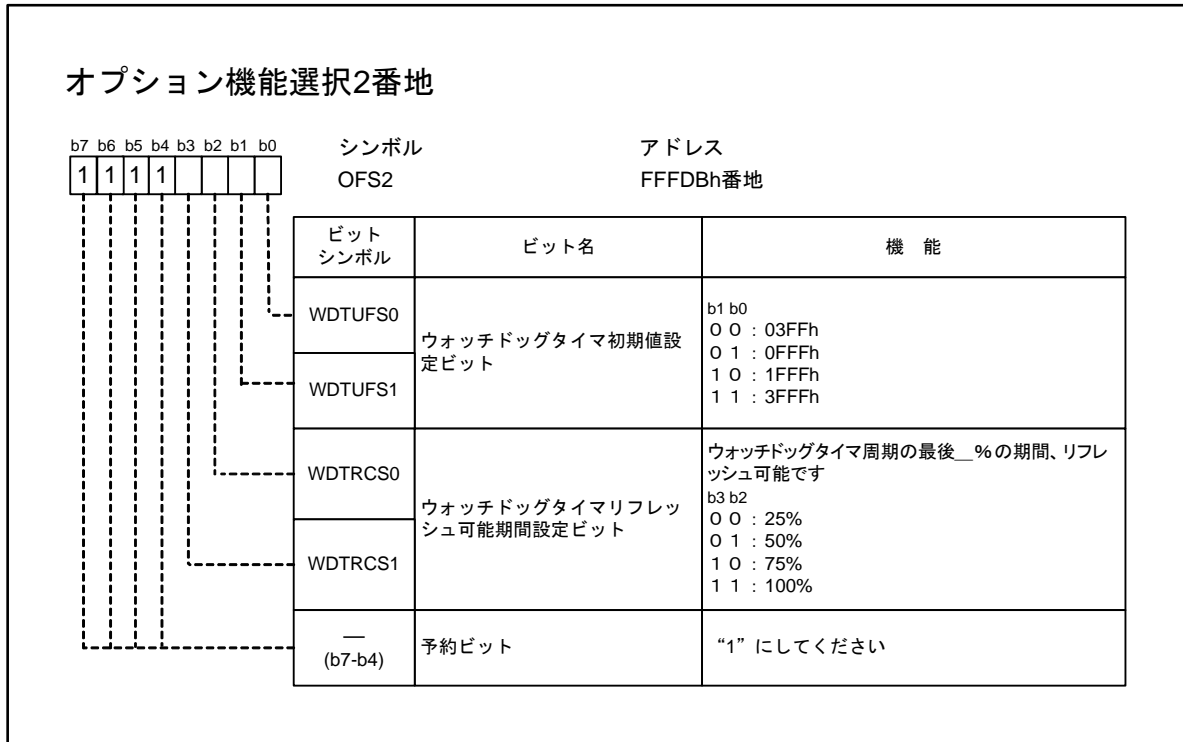 オプション機能選択2番地
b7 b6 b5 b4 b3 b2 b1 b0
1 1 1 1
シンボル
OFS2
アドレス
FFFDBh番地
ビット
シンボル
ビット名
機　能
WDTUFS0
WDTUFS1
ウォッチドッグタイマ初期値設
定ビット
b1 b0
0 0 : 03FFh
0 1 : 0FFFh
1 0 : 1FFFh
1 1 : 3FFFh
WDTRCS0
WDTRCS1
ウォッチドッグタイマリフレッ
シュ可能期間設定ビット
ウォッチドッグタイマ周期の最後__%の期間、リフレ
ッシュ可能です
b3 b2
0 0 : 25%
0 1 : 50%
1 0 : 75%
1 1 : 100%
—
(b7-b4)
予約ビット
“1” にしてください